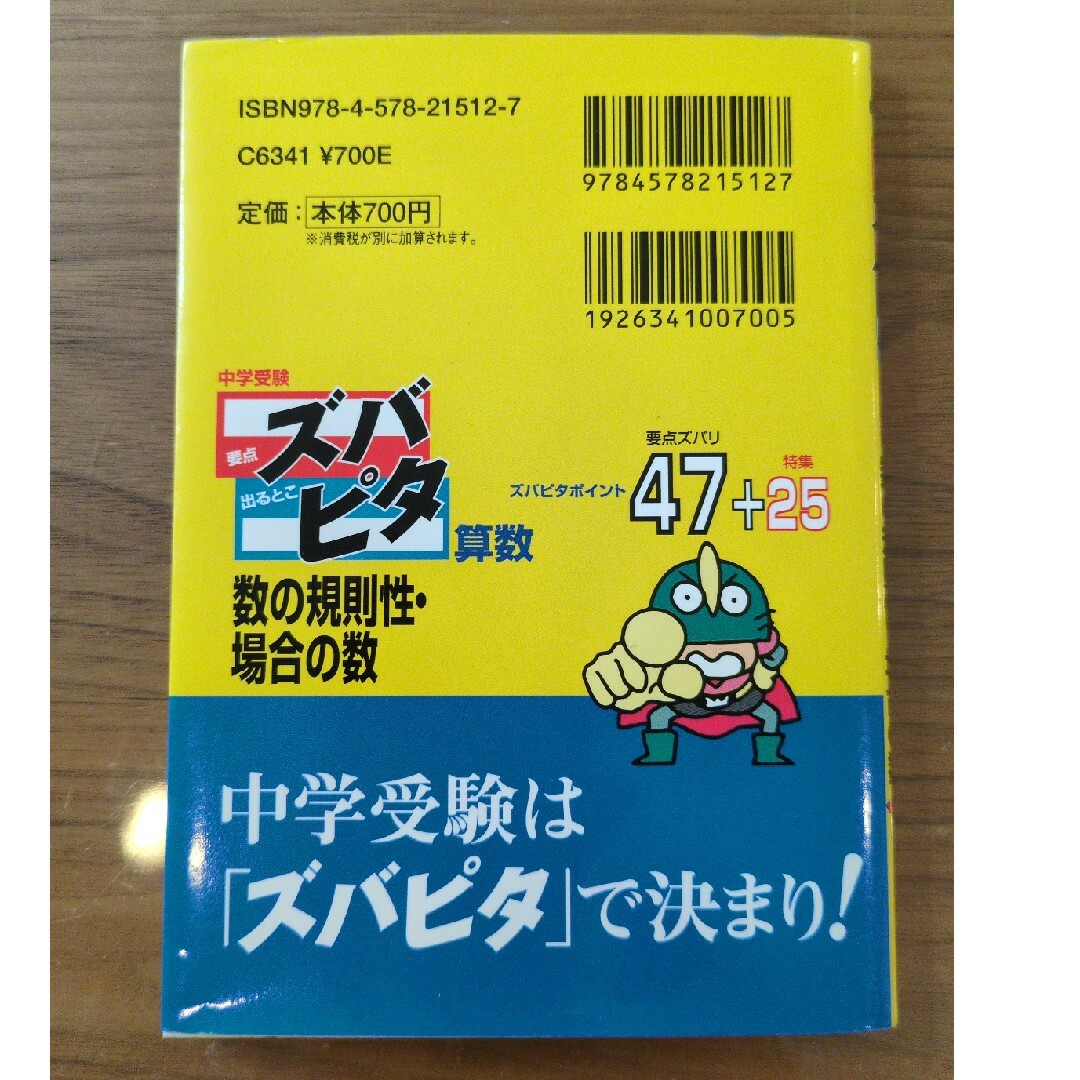 ISBN978-4-578-21512-7
C6341 ¥700E
定価：本体700円
※消費税が別に加算されます。
9784578215127
1926341007005
中学受験
要点
ズバ
出るとこ
ピタ
算数
数の規則性・
場合の数
要点ズバリ
特集
ズバピタポイント
47+25
中学受験は
「ズバピタ」で決まり！